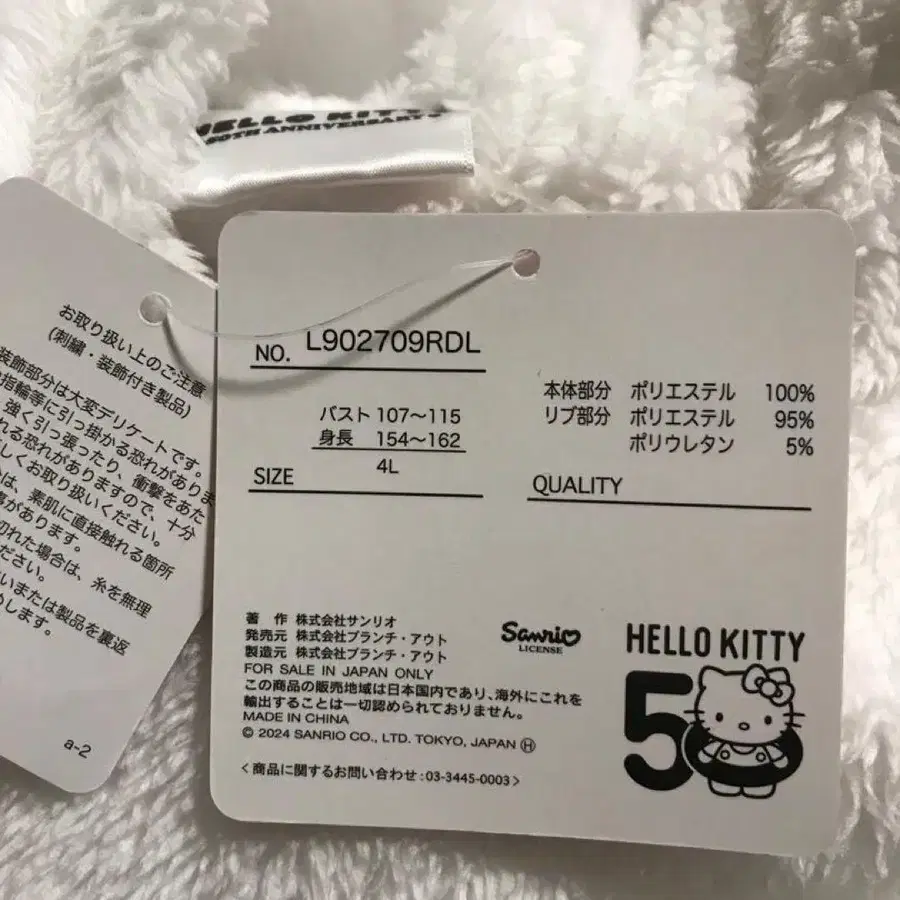 HELLO KITTY
50TH ANNIVERSARY
お取り扱い上のご注意
(刺繍・装飾付き製品)
装飾部分は大変デリケートです。
指輪等に引っ掛かる恐れがありま
強く引っ張たり、衝撃をあた
れる恐れがありますので、十分
しくお取り扱いください。
は、素肌に直接触れる箇所
があります。
切れた場合は、糸を無理
ださい。
いまたは製品を裏返
します。
a-2
NO. L902709RDL
バスト 107〜115
身長 154〜162
4L
SIZE
本体部分 ポリエステル 100%
リブ部分 ポリエステル 95%
ポリウレタン 5%
QUALITY
著 作 株式会社サンリオ
発売元 株式会社ブランチ・アウト
製造元 株式会社ブランチ・アウト
FOR SALE IN JAPAN ONLY
この商品の販売地域は日本国内であり、海外にこれを
輸出することは一切認められておりません。
MADE IN CHINA
© 2024 SANRIO CO., LTD. TOKYO, JAPAN Ⓗ
<商品に関するお問い合わせ:03-3445-0003>
Sanrio
LICENSE
HELLO KITTY
50